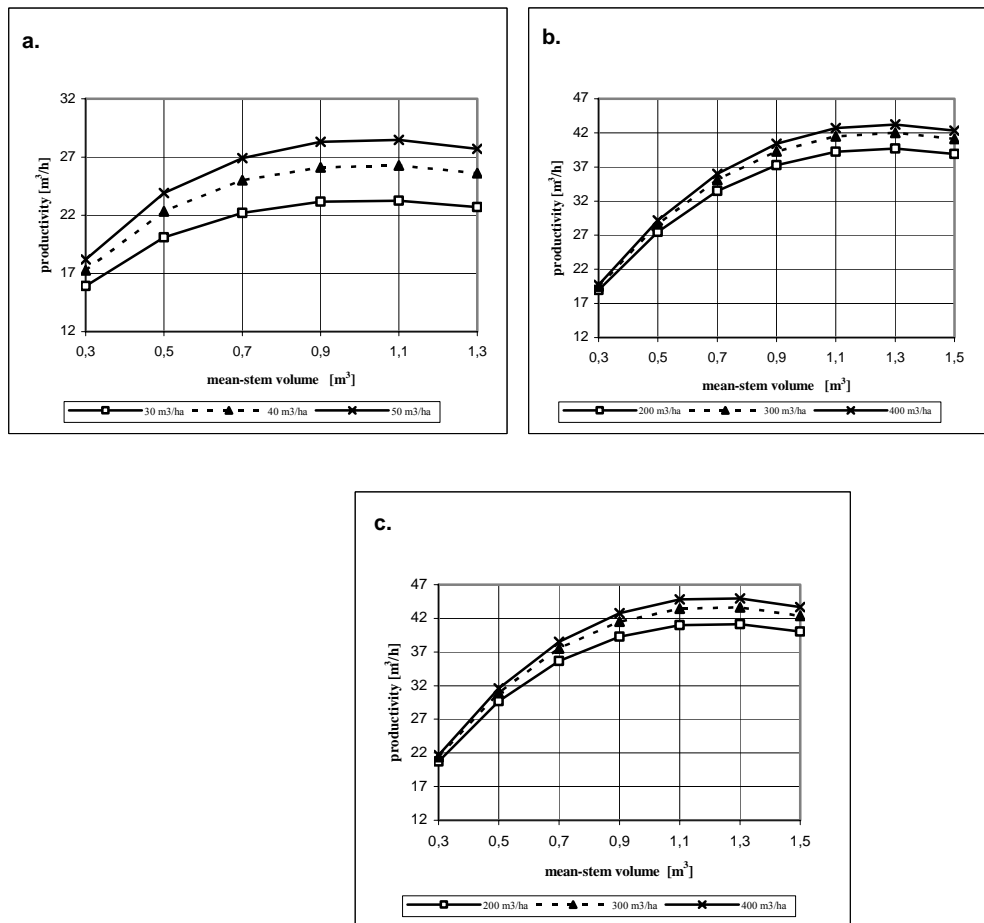 a.
32
27
22
17
12
productivity [m³/h]
0,3 0,5 0,7 0,9 1,1 1,3
mean-stem volume [m³]
30 m3/ha 40 m3/ha 50 m3/ha
b.
47
42
37
32
27
22
17
12
productivity [m³/h]
0,3 0,5 0,7 0,9 1,1 1,3 1,5
mean-stem volume [m³]
200 m3/ha 300 m3/ha 400 m3/ha
c.
47
42
37
32
27
22
17
12
productivity [m³/h]
0,3 0,5 0,7 0,9 1,1 1,3 1,5
mean-stem volume [m³]
200 m3/ha 300 m3/ha 400 m3/ha